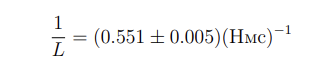 1/L = (0.551 ± 0.005)(Нмс)⁻¹